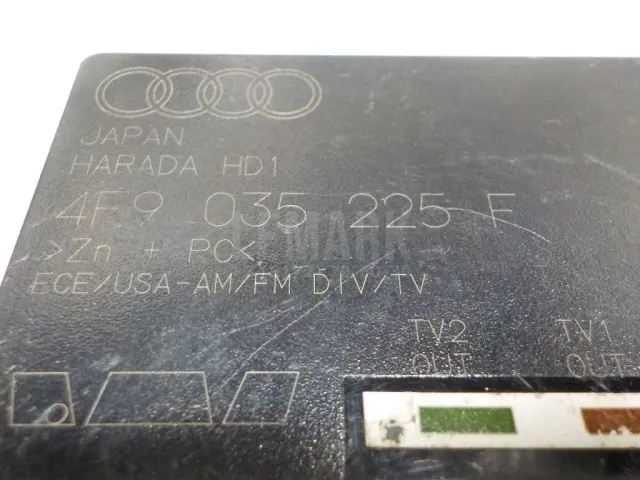 JAPAN
HARADA HD1
4F9 035 225 F
>Zn + PC<
ECE/USA-AM/FM DIV/TV
TV2 TV1
OUT OUT